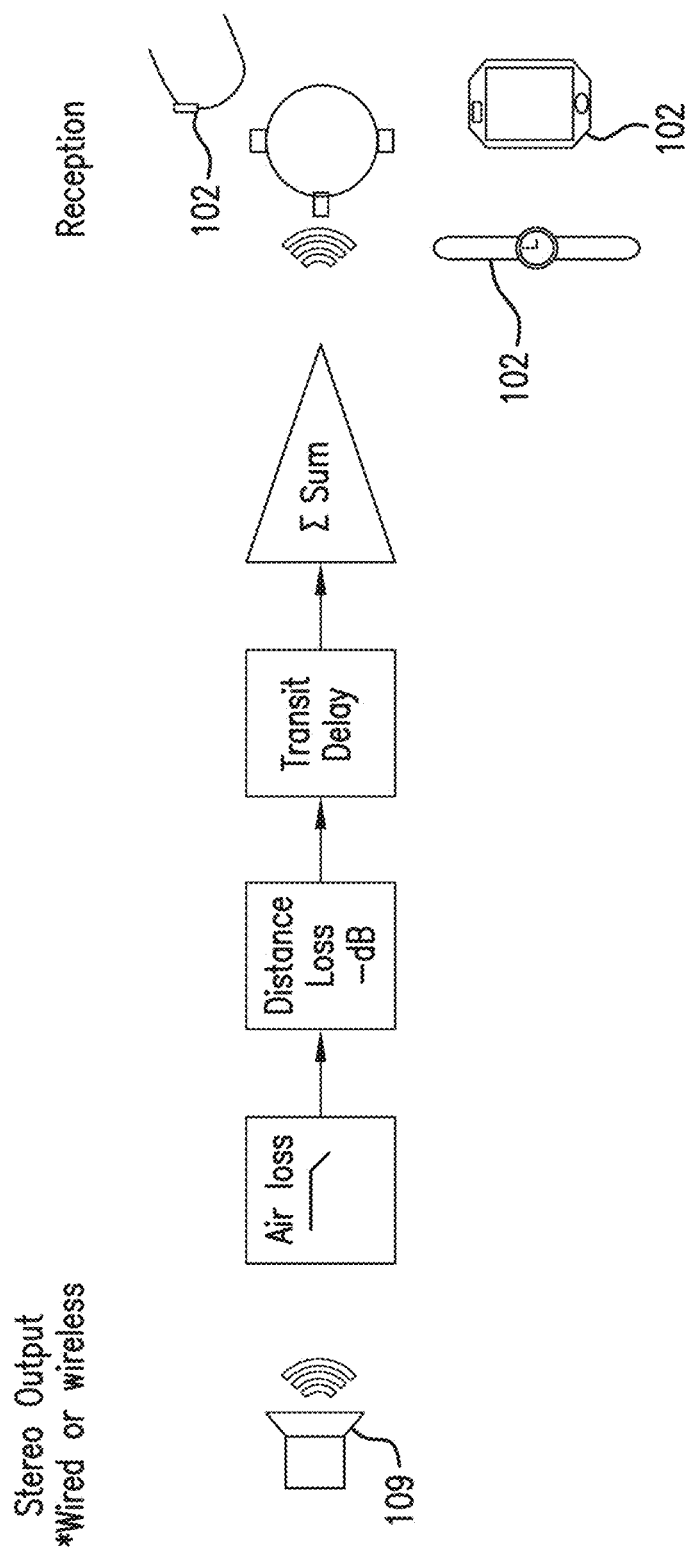 Stereo Output
*Wired or wireless
109
Air loss
Distance
Loss
-dB
Transit
Delay
Σ Sum
Reception
102
102
102